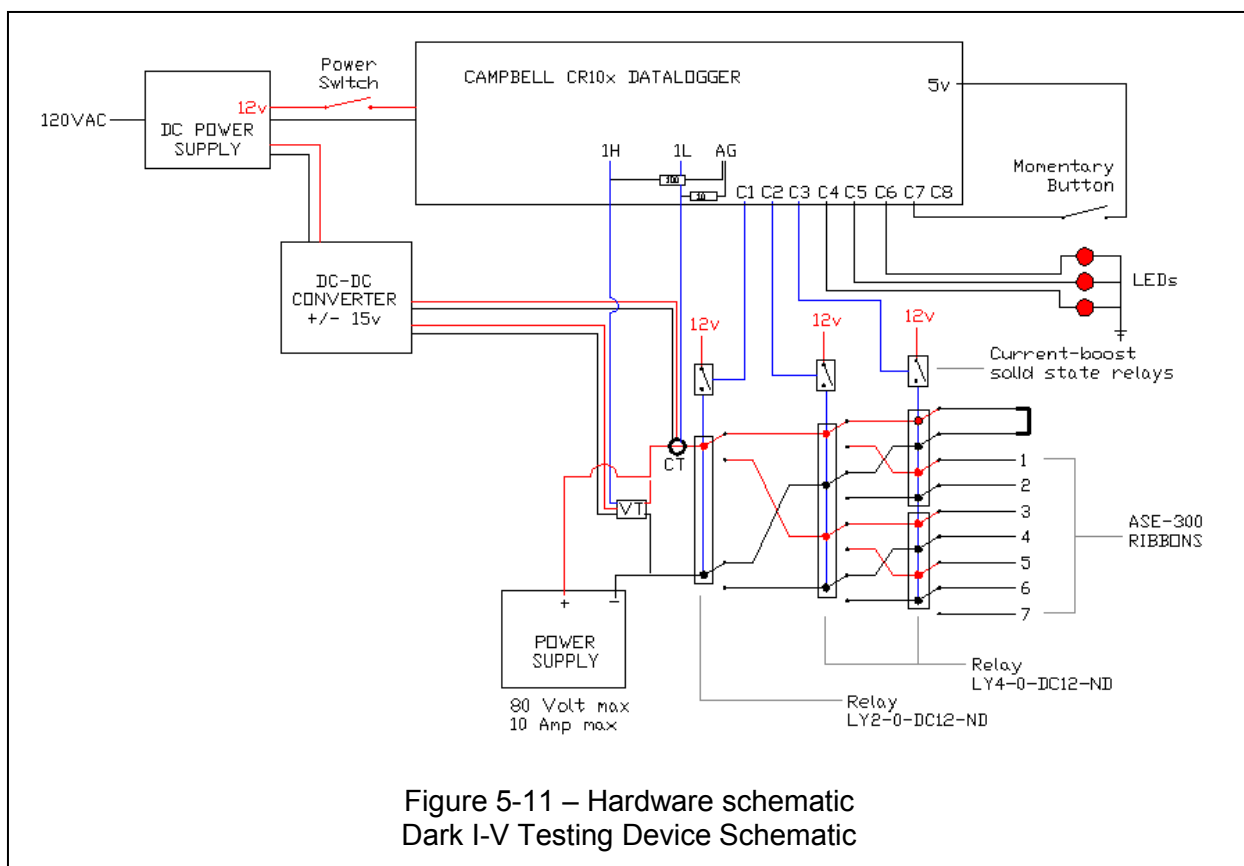 Power
Switch
CAMPBELL CR10x DATALOGGER
5v
12v
120VAC
DC POWER
SUPPLY
1H
1L
AG
100
10
Momentary
Button
C1 C2 C3 C4 C5 C6 C7 C8
DC-DC
CONVERTER
+/- 15v
LEDs
12v
12v
12v
Current-boost
solid state relays
CT
VT
1
2
3
4
5
6
7
ASE-300
RIBBONS
+
-
POWER
SUPPLY
80 Volt max
10 Amp max
Relay
LY4-0-DC12-ND
Relay
LY2-0-DC12-ND
Figure 5-11 – Hardware schematic
Dark I-V Testing Device Schematic